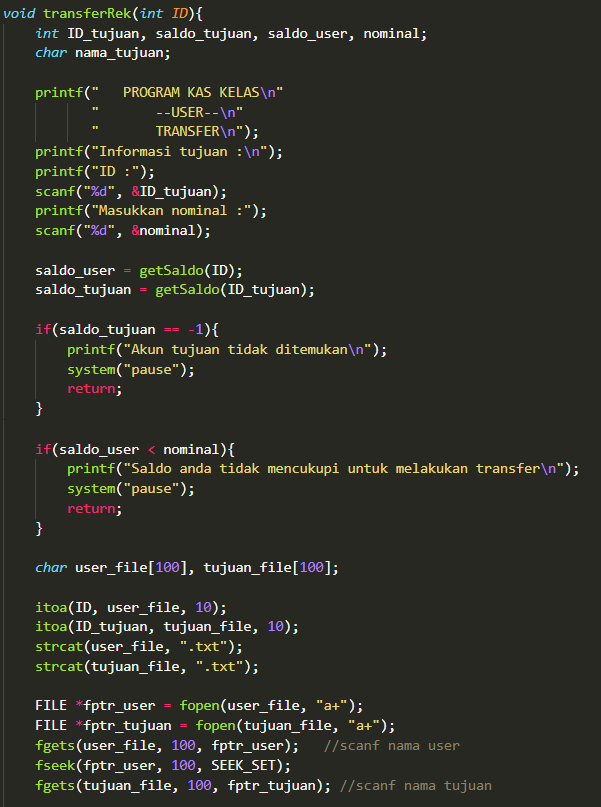 void transferRek(int ID){
    int ID_tujuan, saldo_tujuan, saldo_user, nominal;
    char nama_tujuan;

    printf("   PROGRAM KAS KELAS\n"
           "       --USER--\n"
           "       TRANSFER\n");
    printf("Informasi tujuan :\n");
    printf("ID :");
    scanf("%d", &ID_tujuan);
    printf("Masukkan nominal :");
    scanf("%d", &nominal);

    saldo_user = getSaldo(ID);
    saldo_tujuan = getSaldo(ID_tujuan);

    if(saldo_tujuan == -1){
        printf("Akun tujuan tidak ditemukan\n");
        system("pause");
        return;
    }

    if(saldo_user < nominal){
        printf("Saldo anda tidak mencukupi untuk melakukan transfer\n");
        system("pause");
        return;
    }

    char user_file[100], tujuan_file[100];

    itoa(ID, user_file, 10);
    itoa(ID_tujuan, tujuan_file, 10);
    strcat(user_file, ".txt");
    strcat(tujuan_file, ".txt");

    FILE *fptr_user = fopen(user_file, "a+");
    FILE *fptr_tujuan = fopen(tujuan_file, "a+");
    fgets(user_file, 100, fptr_user);   //scanf nama user
    fseek(fptr_user, 100, SEEK_SET);
    fgets(tujuan_file, 100, fptr_tujuan); //scanf nama tujuan